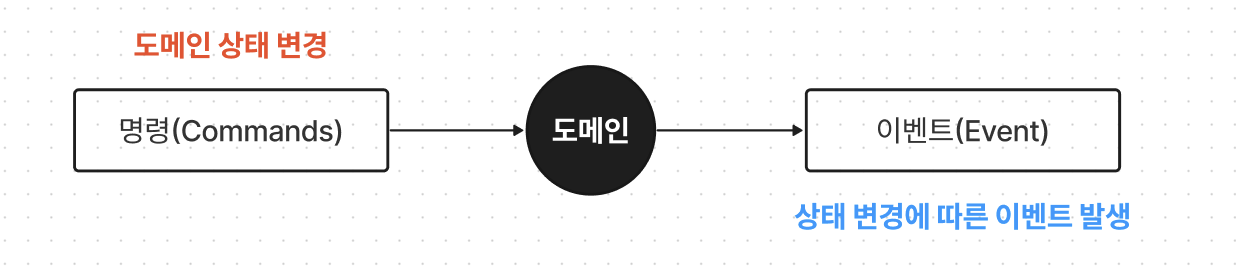 도메인 상태 변경
명령(Commands)
도메인
이벤트(Event)
상태 변경에 따른 이벤트 발생